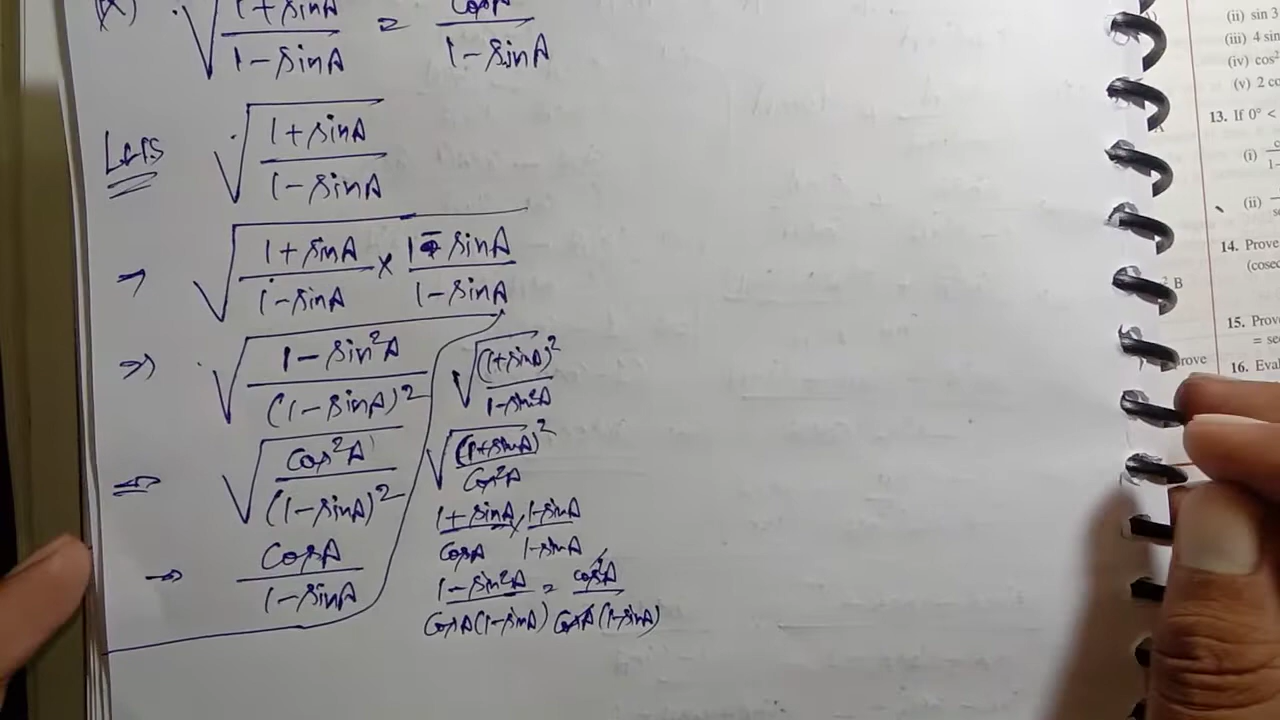 (x) √(1+sinA / 1-sinA) = cosA / 1-sinA
LHS √(1+sinA / 1-sinA)
⇒ √(1+sinA / 1-sinA × 1-sinA / 1-sinA)
⇒ √(1-sin²A / (1-sinA)²)
⇒ √(cos²A / (1-sinA)²)
⇒ cosA / 1-sinA
√((1+sinA)² / 1-sin²A)
√((1+sinA)² / cos²A)
1+sinA / cosA × 1-sinA / 1-sinA
1-sin²A / cosA(1-sinA) = cos²A / cosA(1-sinA)
(ii) sin 3
(iii) 4 sin
(iv) cos²
(v) 2 co
13. If 0° <
(i) c / 1-
(ii)
14. Prove
(cosec
² B
15. Prov
= sec
rove
16. Eval